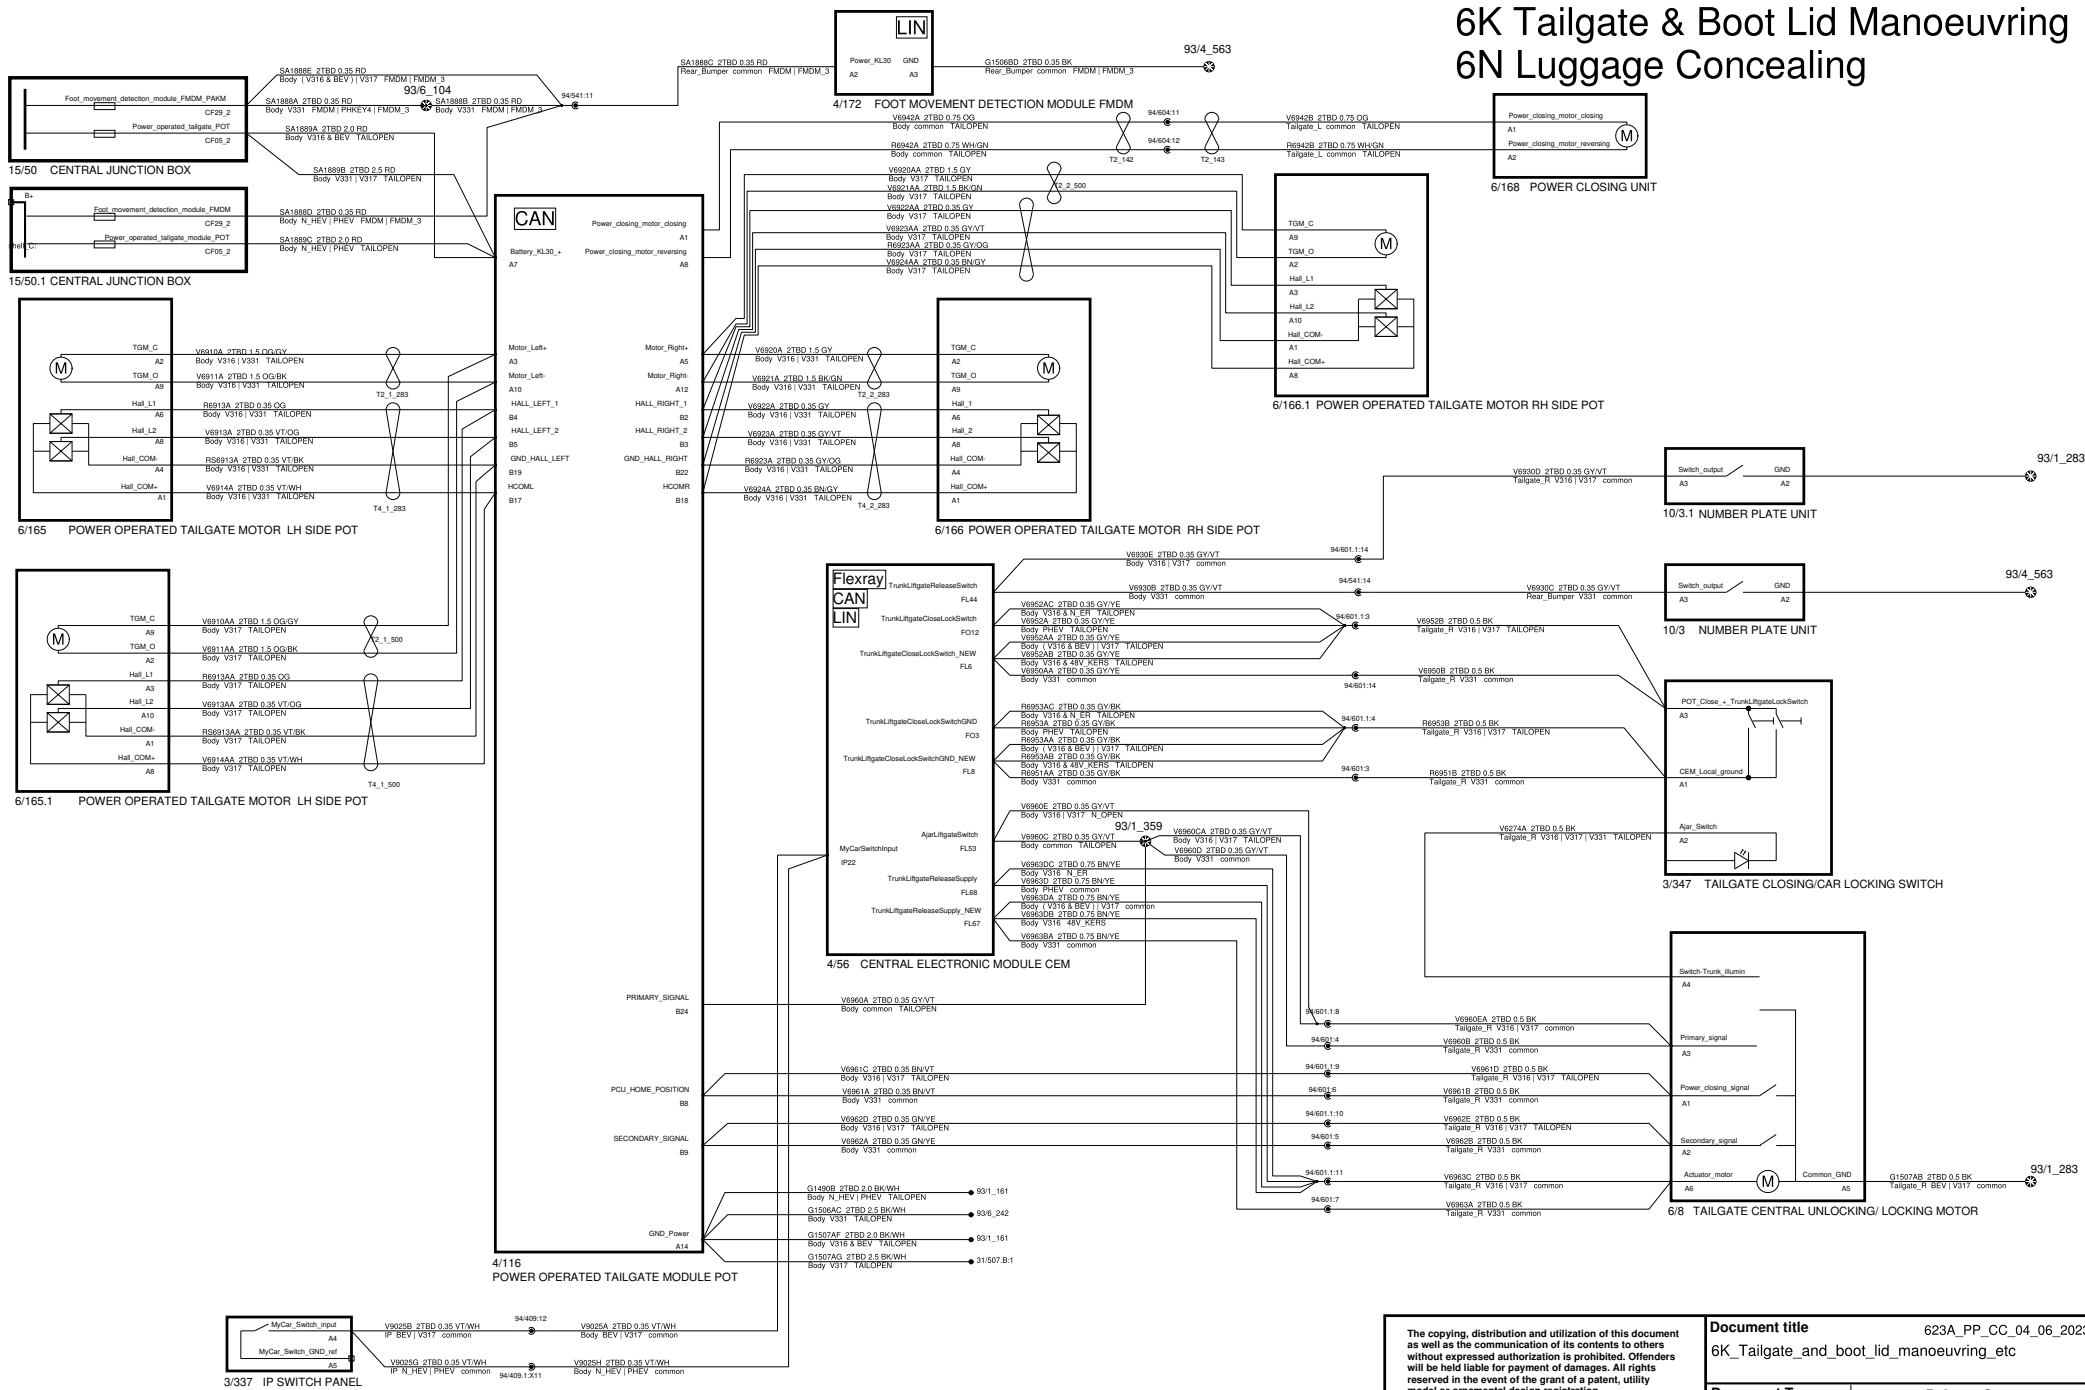 6K Tailgate & Boot Lid Manoeuvring
6N Luggage Concealing
Foot_movement_detection_module_FMDM_PAKM
CF29_2
Power_operated_tailgate_POT
CF05_2
15/50 CENTRAL JUNCTION BOX
SA1888E 2TBD 0.35 RD
Body ( V316 & BEV ) | V317 FMDM | FMDM_3
93/6_104
SA1888A 2TBD 0.35 RD
Body V331 FMDM | PHKEY4 | FMDM_3
SA1888B 2TBD 0.35 RD
Body V331 FMDM | FMDM_3
94/541:11
SA1889A 2TBD 2.0 RD
Body V316 & BEV TAILOPEN
SA1889B 2TBD 2.5 RD
Body V331 | V317 TAILOPEN
B+
Foot_movement_detection_module_FMDM
CF29_2
Power_operated_tailgate_module_POT
CF05_2
15/50.1 CENTRAL JUNCTION BOX
SA1888D 2TBD 0.35 RD
Body N_HEV | PHEV FMDM | FMDM_3
SA1889C 2TBD 2.0 RD
Body N_HEV | PHEV TAILOPEN
SA1888C 2TBD 0.35 RD
Rear_Bumper common FMDM | FMDM_3
LIN
Power_KL30 GND
A2 A3
4/172 FOOT MOVEMENT DETECTION MODULE FMDM
G1506BD 2TBD 0.35 BK
Rear_Bumper common FMDM | FMDM_3
93/4_563
V6942A 2TBD 0.75 OG
Body common TAILOPEN
94/604:11
V6942B 2TBD 0.75 OG
Tailgate_L common TAILOPEN
R6942A 2TBD 0.75 WH/GN
Body common TAILOPEN
T2_142
94/604:12
T2_143
R6942B 2TBD 0.75 WH/GN
Tailgate_L common TAILOPEN
Power_closing_motor_closing
A1
Power_closing_motor_reversing
A2
M
6/168 POWER CLOSING UNIT
V6920AA 2TBD 1.5 GY
Body V317 TAILOPEN
V6921AA 2TBD 1.5 BK/GN
Body V317 TAILOPEN
T2_2_500
V6922AA 2TBD 0.35 GY
Body V317 TAILOPEN
V6923AA 2TBD 0.35 GY/VT
Body V317 TAILOPEN
R6923AA 2TBD 0.35 GY/OG
Body V317 TAILOPEN
V6924AA 2TBD 0.35 BN/GY
Body V317 TAILOPEN
TGM_C
A9
TGM_O
A2
Hall_L1
A3
Hall_L2
A10
Hall_COM-
A1
Hall_COM+
A8
M
6/166.1 POWER OPERATED TAILGATE MOTOR RH SIDE POT
CAN
Power_closing_motor_closing
A1
Battery_KL30_+
A7
Power_closing_motor_reversing
A8
Motor_Left+
A3
Motor_Left-
A10
HALL_LEFT_1
B4
HALL_LEFT_2
B5
GND_HALL_LEFT
B19
HCOML
B17
Motor_Right+
A5
Motor_Right-
A12
HALL_RIGHT_1
B2
HALL_RIGHT_2
B3
GND_HALL_RIGHT
B22
HCOMR
B18
PRIMARY_SIGNAL
B24
PCU_HOME_POSITION
B8
SECONDARY_SIGNAL
B9
GND_Power
A14
4/116
POWER OPERATED TAILGATE MODULE POT
M
TGM_C
A2
TGM_O
A9
Hall_L1
A6
Hall_L2
A8
Hall_COM-
A4
Hall_COM+
A1
6/165 POWER OPERATED TAILGATE MOTOR LH SIDE POT
V6910A 2TBD 1.5 OG/GY
Body V316 | V331 TAILOPEN
V6911A 2TBD 1.5 OG/BK
Body V316 | V331 TAILOPEN
T2_1_283
R6913A 2TBD 0.35 OG
Body V316 | V331 TAILOPEN
V6913A 2TBD 0.35 VT/OG
Body V316 | V331 TAILOPEN
RS6913A 2TBD 0.35 VT/BK
Body V316 | V331 TAILOPEN
V6914A 2TBD 0.35 VT/WH
Body V316 | V331 TAILOPEN
T4_1_283
M
TGM_C
A9
TGM_O
A2
Hall_L1
A3
Hall_L2
A10
Hall_COM-
A1
Hall_COM+
A8
6/165.1 POWER OPERATED TAILGATE MOTOR LH SIDE POT
V6910AA 2TBD 1.5 OG/GY
Body V317 TAILOPEN
T2_1_500
V6911AA 2TBD 1.5 OG/BK
Body V317 TAILOPEN
R6913AA 2TBD 0.35 OG
Body V317 TAILOPEN
V6913AA 2TBD 0.35 VT/OG
Body V317 TAILOPEN
RS6913AA 2TBD 0.35 VT/BK
Body V317 TAILOPEN
V6914AA 2TBD 0.35 VT/WH
Body V317 TAILOPEN
T4_1_500
V6920A 2TBD 1.5 GY
Body V316 | V331 TAILOPEN
V6921A 2TBD 1.5 BK/GN
Body V316 | V331 TAILOPEN
T2_2_283
V6922A 2TBD 0.35 GY
Body V316 | V331 TAILOPEN
V6923A 2TBD 0.35 GY/VT
Body V316 | V331 TAILOPEN
R6923A 2TBD 0.35 GY/OG
Body V316 | V331 TAILOPEN
V6924A 2TBD 0.35 BN/GY
Body V316 | V331 TAILOPEN
T4_2_283
TGM_C
A2
TGM_O
A9
Hall_1
A6
Hall_2
A8
Hall_COM-
A4
Hall_COM+
A1
M
6/166 POWER OPERATED TAILGATE MOTOR RH SIDE POT
V6930D 2TBD 0.35 GY/VT
Tailgate_R V316 | V317 common
Switch_output GND
A3 A2
93/1_283
10/3.1 NUMBER PLATE UNIT
Flexray
CAN
LIN
TrunkLiftgateReleaseSwitch
FL44
TrunkLiftgateCloseLockSwitch
FO12
TrunkLiftgateCloseLockSwitch_NEW
FL6
TrunkLiftgateCloseLockSwitchGND
FO3
TrunkLiftgateCloseLockSwitchGND_NEW
FL8
AjarLiftgateSwitch
FL53
MyCarSwitchInput
IP22
TrunkLiftgateReleaseSupply
FL68
TrunkLiftgateReleaseSupply_NEW
FL67
4/56 CENTRAL ELECTRONIC MODULE CEM
V6930E 2TBD 0.35 GY/VT
Body V316 | V317 common
94/601.1:14
V6930B 2TBD 0.35 GY/VT
Body V331 common
94/541:14
V6930C 2TBD 0.35 GY/VT
Rear_Bumper V331 common
Switch_output GND
A3 A2
93/4_563
10/3 NUMBER PLATE UNIT
V6952AC 2TBD 0.35 GY/YE
Body V316 & N_ER TAILOPEN
V6952A 2TBD 0.35 GY/YE
Body PHEV TAILOPEN
V6952AA 2TBD 0.35 GY/YE
Body ( V316 & BEV ) | V317 TAILOPEN
V6952AB 2TBD 0.35 GY/YE
Body V316 & 48V_KERS TAILOPEN
V6950AA 2TBD 0.35 GY/YE
Body V331 common
94/601.1:3
V6952B 2TBD 0.5 BK
Tailgate_R V316 | V317 TAILOPEN
94/601:14
V6950B 2TBD 0.5 BK
Tailgate_R V331 common
R6953AC 2TBD 0.35 GY/BK
Body V316 & N_ER TAILOPEN
R6953A 2TBD 0.35 GY/BK
Body PHEV TAILOPEN
R6953AA 2TBD 0.35 GY/BK
Body ( V316 & BEV ) | V317 TAILOPEN
R6953AB 2TBD 0.35 GY/BK
Body V316 & 48V_KERS TAILOPEN
R6951AA 2TBD 0.35 GY/BK
Body V331 common
94/601.1:4
R6953B 2TBD 0.5 BK
Tailgate_R V316 | V317 TAILOPEN
94/601:3
R6951B 2TBD 0.5 BK
Tailgate_R V331 common
POT_Close_+_TrunkLiftgateLockSwitch
A3
CEM_Local_ground
A1
Ajar_Switch
A2
3/347 TAILGATE CLOSING/CAR LOCKING SWITCH
V6274A 2TBD 0.5 BK
Tailgate_R V316 | V317 | V331 TAILOPEN
V6960E 2TBD 0.35 GY/VT
Body V316 | V317 N_OPEN
93/1_359
V6960C 2TBD 0.35 GY/VT
Body common TAILOPEN
V6960CA 2TBD 0.35 GY/VT
Body V316 | V317 TAILOPEN
V6960D 2TBD 0.35 GY/VT
Body V331 common
V6963DC 2TBD 0.75 BN/YE
Body V316 N_ER
V6963D 2TBD 0.75 BN/YE
Body PHEV common
V6963DA 2TBD 0.75 BN/YE
Body ( V316 & BEV ) | V317 common
V6963DB 2TBD 0.75 BN/YE
Body V316 48V_KERS
V6963BA 2TBD 0.75 BN/YE
Body V331 common
V6960A 2TBD 0.35 GY/VT
Body common TAILOPEN
94/601.1:8
V6960EA 2TBD 0.5 BK
Tailgate_R V316 | V317 common
94/601:4
V6960B 2TBD 0.5 BK
Tailgate_R V331 common
V6961C 2TBD 0.35 BN/VT
Body V316 | V317 TAILOPEN
94/601.1:9
V6961D 2TBD 0.5 BK
Tailgate_R V316 | V317 TAILOPEN
V6961A 2TBD 0.35 BN/VT
Body V331 common
94/601:6
V6961B 2TBD 0.5 BK
Tailgate_R V331 common
V6962D 2TBD 0.35 GN/YE
Body V316 | V317 TAILOPEN
94/601.1:10
V6962E 2TBD 0.5 BK
Tailgate_R V316 | V317 TAILOPEN
V6962A 2TBD 0.35 GN/YE
Body V331 common
94/601:5
V6962B 2TBD 0.5 BK
Tailgate_R V331 common
94/601.1:11
V6963C 2TBD 0.5 BK
Tailgate_R V316 | V317 common
94/601:7
V6963A 2TBD 0.5 BK
Tailgate_R V331 common
Switch-Trunk_illumin
A4
Primary_signal
A3
Power_closing_signal
A1
Secondary_signal
A2
Actuator_motor
A6
M
Common_GND
A5
6/8 TAILGATE CENTRAL UNLOCKING/ LOCKING MOTOR
G1507AB 2TBD 0.5 BK
Tailgate_R BEV | V317 common
93/1_283
G1490B 2TBD 2.0 BK/WH
Body N_HEV | PHEV TAILOPEN
93/1_161
G1506AC 2TBD 2.5 BK/WH
Body V331 TAILOPEN
93/6_242
G1507AF 2TBD 2.0 BK/WH
Body V316 & BEV TAILOPEN
93/1_161
G1507AG 2TBD 2.5 BK/WH
Body V317 TAILOPEN
31/507.B:1
MyCar_Switch_input
A4
MyCar_Switch_GND_ref
A5
3/337 IP SWITCH PANEL
V9025B 2TBD 0.35 VT/WH
IP BEV | V317 common
94/409:12
V9025A 2TBD 0.35 VT/WH
Body BEV | V317 common
V9025G 2TBD 0.35 VT/WH
IP N_HEV | PHEV common
94/409.1:X11
V9025H 2TBD 0.35 VT/WH
Body N_HEV | PHEV common
The copying, distribution and utilization of this document
as well as the communication of its contents to others
without expressed authorization is prohibited. Offenders
will be held liable for payment of damages. All rights
reserved in the event of the grant of a patent, utility
Document title
623A_PP_CC_04_06_2023
6K_Tailgate_and_boot_lid_manoeuvring_etc